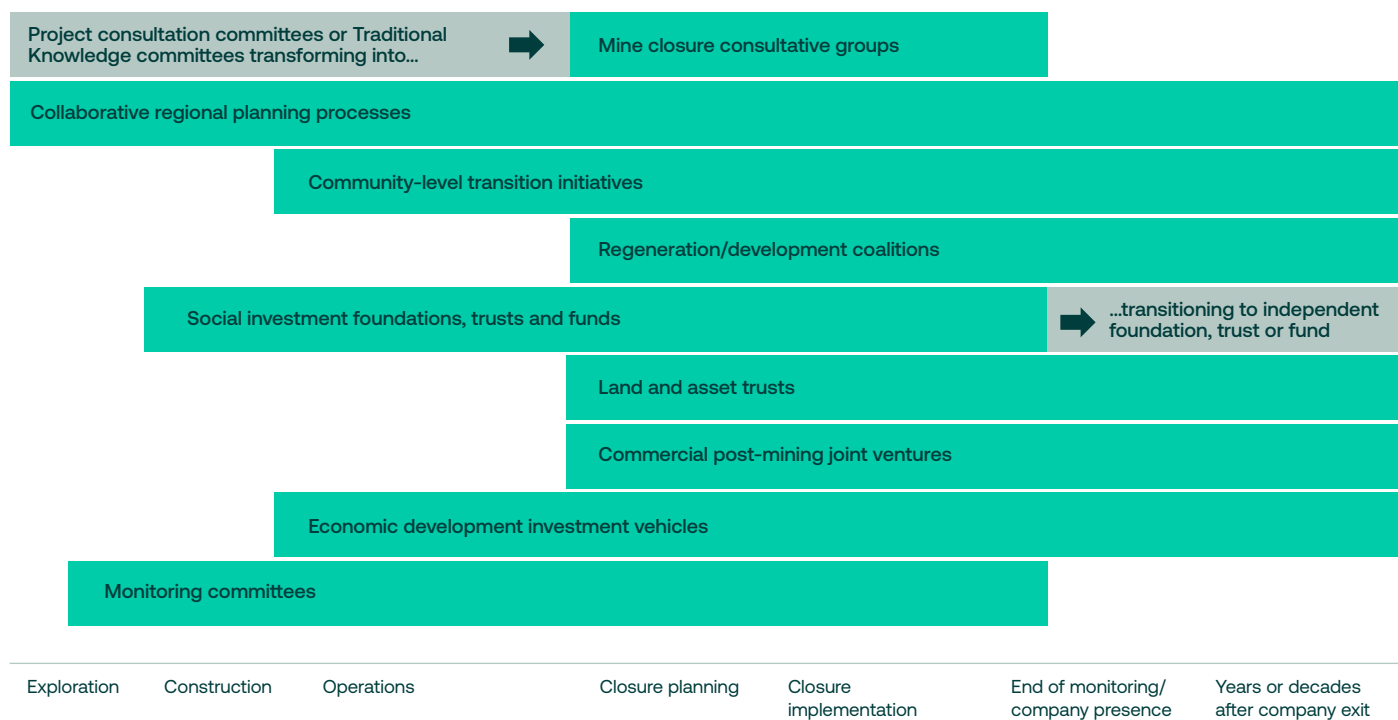 Project consultation committees or Traditional
Knowledge committees transforming into...
Mine closure consultative groups
Collaborative regional planning processes
Community-level transition initiatives
Regeneration/development coalitions
Social investment foundations, trusts and funds
...transitioning to independent
foundation, trust or fund
Land and asset trusts
Commercial post-mining joint ventures
Economic development investment vehicles
Monitoring committees
Exploration
Construction
Operations
Closure planning
Closure
implementation
End of monitoring/
company presence
Years or decades
after company exit